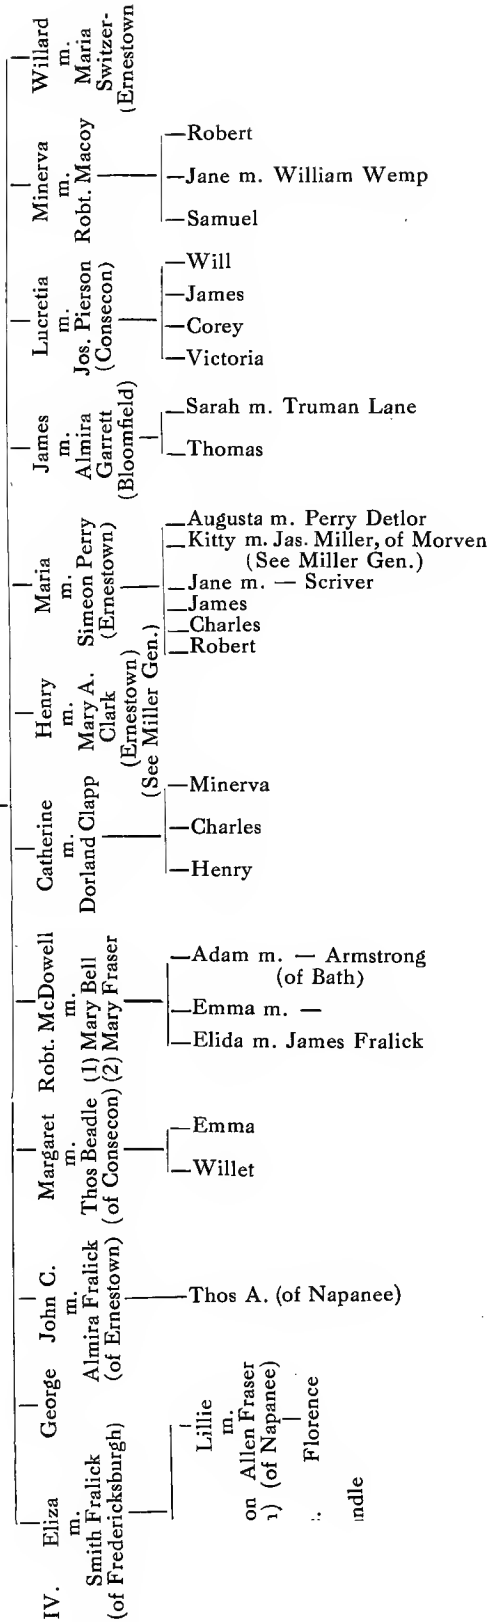 IV.
Eliza
m.
Smith Fralick
(of Fredericksburgh)
Lillie
m.
Allen Fraser
(of Napanee)
Florence
George
John C.
m.
Almira Fralick
(of Ernestown)
Thos A. (of Napanee)
Margaret
m.
Thos Beadle
(of Consecon)
Emma
Willet
Robt. McDowell
m.
(1) Mary Bell
(2) Mary Fraser
Adam m. — Armstrong
(of Bath)
Emma m. —
Elida m. James Fralick
Catherine
m.
Dorland Clapp
Minerva
Charles
Henry
Henry
m.
Mary A.
Clark
(Ernestown)
(See Miller Gen.)
Maria
m.
Simeon Perry
(Ernestown)
Augusta m. Perry Detlor
Kitty m. Jas. Miller, of Morven
(See Miller Gen.)
Jane m. — Scriver
James
Charles
Robert
James
m.
Almira
Garrett
(Bloomfield)
Sarah m. Truman Lane
Thomas
Lucretia
m.
Jos. Pierson
(Consecon)
Will
James
Corey
Victoria
Minerva
m.
Robt. Macoy
Robert
Jane m. William Wemp
Samuel
Willard
m.
Maria
Switzer-
(Ernestown